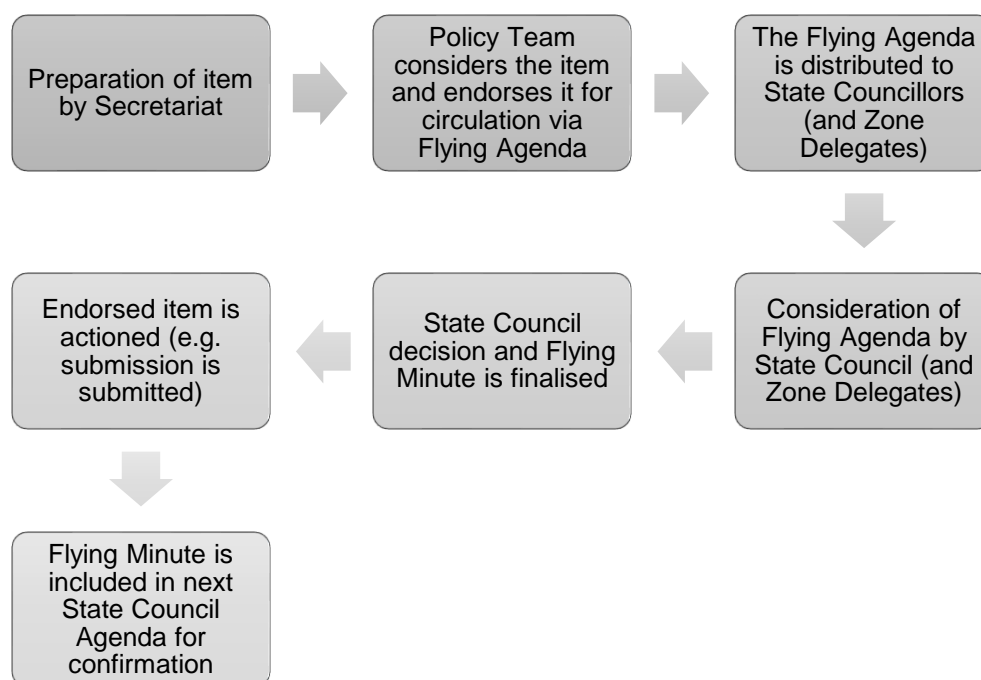 Preparation of item
by Secretariat
Policy Team
considers the item
and endorses it for
circulation via
Flying Agenda
The Flying Agenda
is distributed to
State Councillors
(and Zone
Delegates)
Consideration of
Flying Agenda by
State Council (and
Zone Delegates)
State Council
decision and Flying
Minute is finalised
Endorsed item is
actioned (e.g.
submission is
submitted)
Flying Minute is
included in next
State Council
Agenda for
confirmation